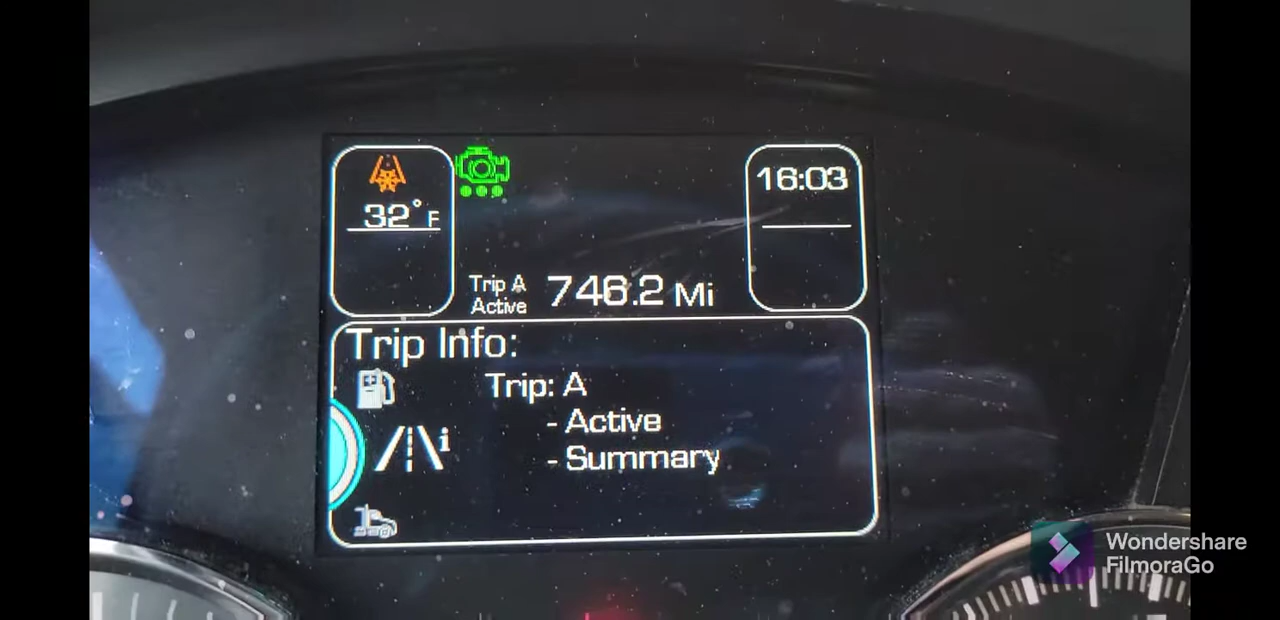 32°F
16:03
Trip A
Active
746.2 Mi
Trip Info:
Trip: A
- Active
- Summary
i
Wondershare
FilmoraGo